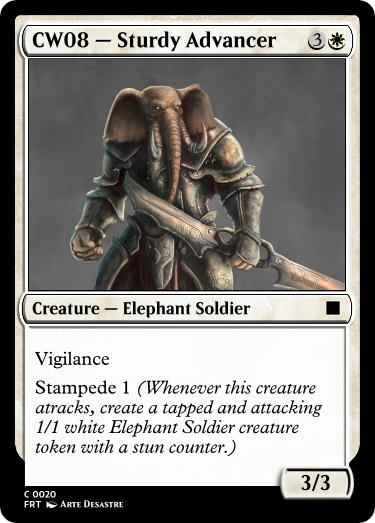 CW08 — Sturdy Advancer 3
Creature — Elephant Soldier
Vigilance
Stampede 1 (Whenever this creature
atracks, create a tapped and attacking
1/1 white Elephant Soldier creature
token with a stun counter.)
3/3
C 0020
FRT Arte Desastre